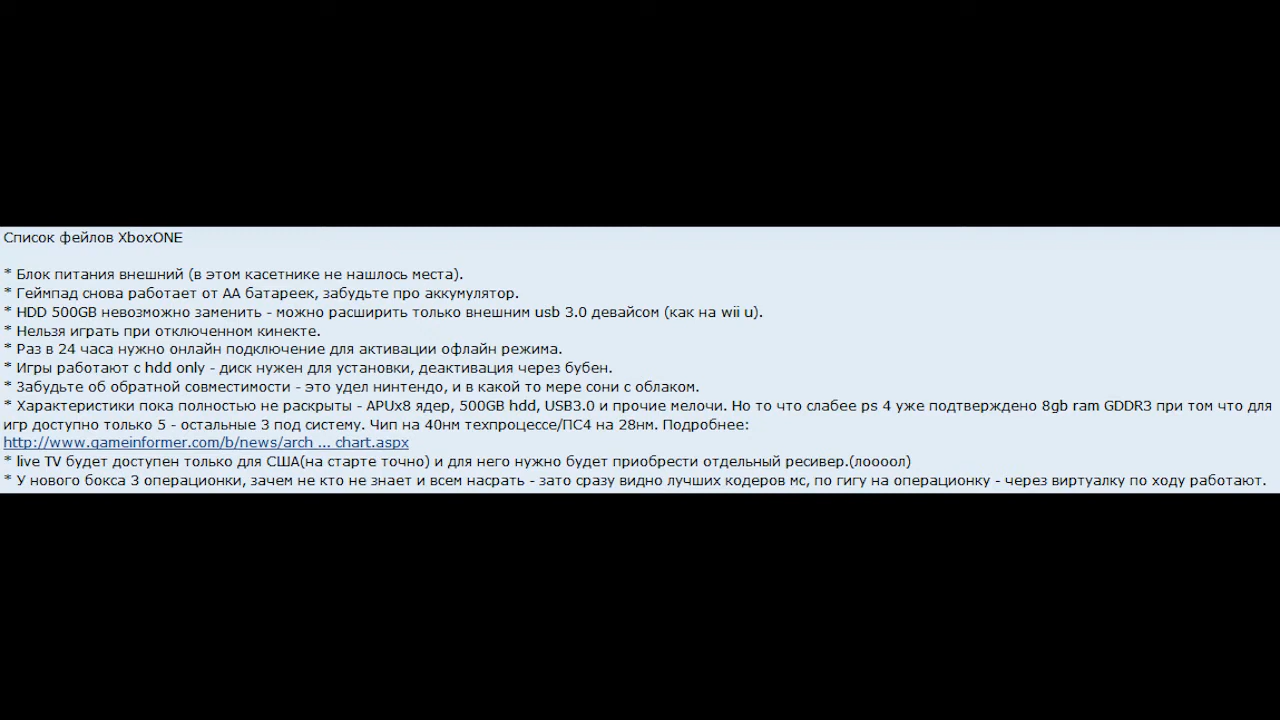 Список фейлов XboxONE
* Блок питания внешний (в этом касетнике не нашлось места).
* Геймпад снова работает от АА батареек, забудьте про аккумулятор.
* HDD 500GB невозможно заменить - можно расширить только внешним usb 3.0 девайсом (как на wii u).
* Нельзя играть при отключенном кинекте.
* Раз в 24 часа нужно онлайн подключение для активации офлайн режима.
* Игры работают с hdd only - диск нужен для установки, деактивация через бубен.
* Забудьте об обратной совместимости - это удел нинтендо, и в какой то мере сони с облаком.
* Характеристики пока полностью не раскрыты - APUx8 ядер, 500GB hdd, USB3.0 и прочие мелочи. Но то что слабее ps 4 уже подтверждено 8gb ram GDDR3 при том что для
игр доступно только 5 - остальные 3 под систему. Чип на 40нм техпроцессе/ПС4 на 28нм. Подробнее:
http://www.gameinformer.com/b/news/arch ... chart.aspx
* live TV будет доступен только для США(на старте точно) и для него нужно будет приобрести отдельный ресивер.(лоооол)
* У нового бокса 3 операционки, зачем не кто не знает и всем насрать - зато сразу видно лучших кодеров мс, по гигу на операционку - через виртуалку по ходу работают.